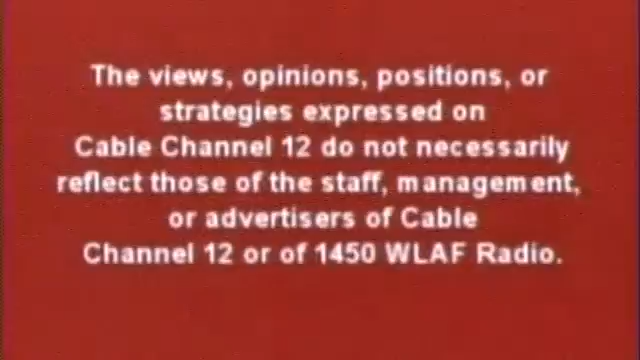 The views, opinions, positions, or
strategies expressed on
Cable Channel 12 do not necessarily
reflect those of the staff, management,
or advertisers of Cable
Channel 12 or of 1450 WLAF Radio.